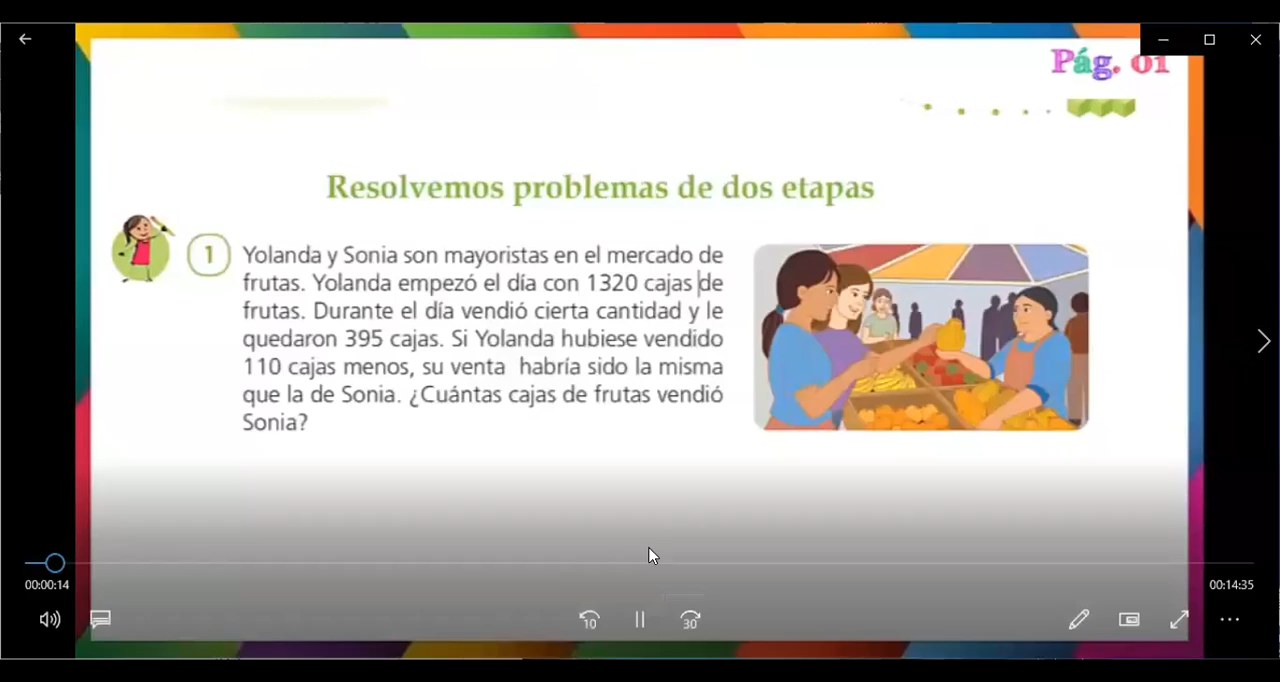 Pág. 01
Resolvemos problemas de dos etapas
1
Yolanda y Sonia son mayoristas en el mercado de
frutas. Yolanda empezó el día con 1320 cajas de
frutas. Durante el día vendió cierta cantidad y le
quedaron 395 cajas. Si Yolanda hubiese vendido
110 cajas menos, su venta habría sido la misma
que la de Sonia. ¿Cuántas cajas de frutas vendió
Sonia?
00:00:14
00:14:35
10
30